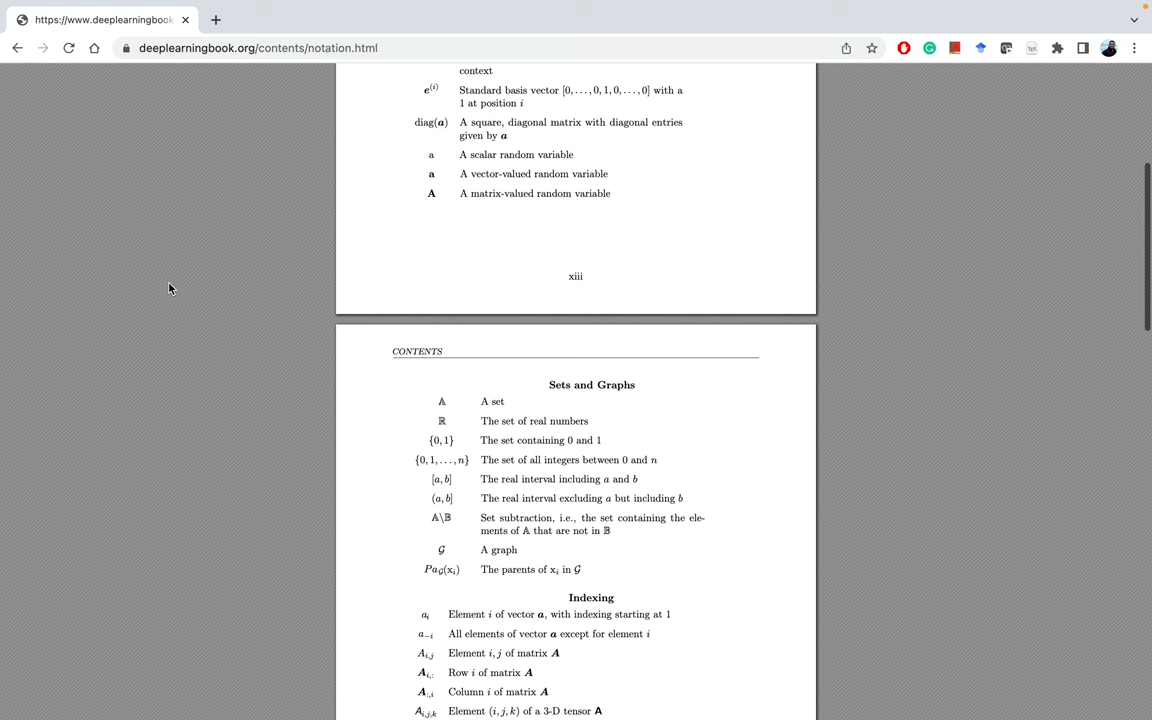 https://www.deeplearningbook
deeplearningbook.org/contents/notation.html
context
e(i) Standard basis vector [0, . . . , 0, 1, 0, . . . , 0] with a
1 at position i
diag(a) A square, diagonal matrix with diagonal entries
given by a
a A scalar random variable
a A vector-valued random variable
A A matrix-valued random variable
xiii
CONTENTS
Sets and Graphs
𝔸 A set
ℝ The set of real numbers
{0, 1} The set containing 0 and 1
{0, 1, . . . , n} The set of all integers between 0 and n
[a, b] The real interval including a and b
(a, b] The real interval excluding a but including b
𝔸\𝔹 Set subtraction, i.e., the set containing the ele-
ments of 𝔸 that are not in 𝔹
𝒢 A graph
Pa𝒢(xi) The parents of xi in 𝒢
Indexing
ai Element i of vector a, with indexing starting at 1
a−i All elements of vector a except for element i
Ai,j Element i, j of matrix A
Ai,: Row i of matrix A
A:,i Column i of matrix A
Ai,j,k Element (i, j, k) of a 3-D tensor A